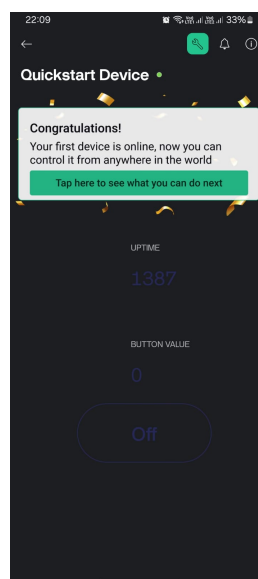 22:09
33%
Quickstart Device
Congratulations!
Your first device is online, now you can
control it from anywhere in the world
Tap here to see what you can do next
UPTIME
1387
BUTTON VALUE
0
Off